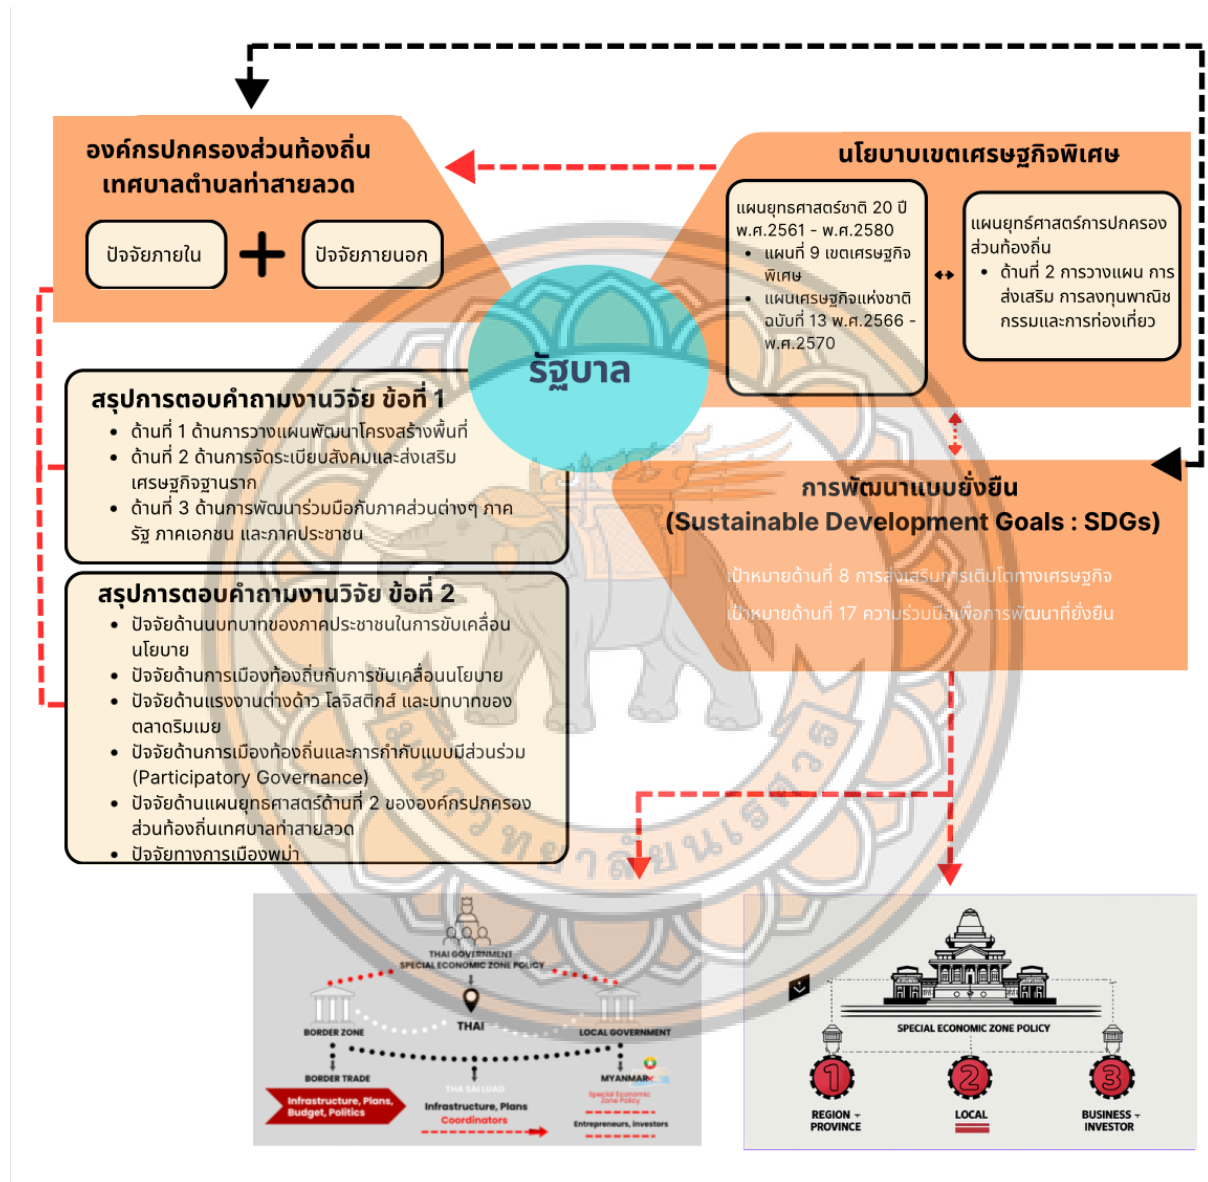 องค์กรปกครองส่วนท้องถิ่น
เทศบาลตำบลท่าสายลวด
ปัจจัยภายใน
ปัจจัยภายนอก
นโยบายเขตเศรษฐกิจพิเศษ
แผนยุทธศาสตร์ชาติ 20 ปี
พ.ศ.2561 - พ.ศ.2580
• แผนที่ 9 เขตเศรษฐกิจ
พิเศษ
• แผนเศรษฐกิจแห่งชาติ
ฉบับที่ 13 พ.ศ.2566 -
พ.ศ.2570
แผนยุทธ์ศาสตร์การปกครอง
ส่วนท้องถิ่น
• ด้านที่ 2 การวางแผน การ
ส่งเสริม การลงทุนพาณิช
กรรมและการท่องเที่ยว
รัฐบาล
สรุปการตอบคำถามงานวิจัย ข้อที่ 1
• ด้านที่ 1 ด้านการวางแผนพัฒนาโครงสร้างพื้นที่
• ด้านที่ 2 ด้านการจัดระเบียบสังคมและส่งเสริม
เศรษฐกิจฐานราก
• ด้านที่ 3 ด้านการพัฒนาร่วมมือกับภาคส่วนต่างๆ ภาค
รัฐ ภาคเอกชน และภาคประชาชน
การพัฒนาแบบยั่งยืน
(Sustainable Development Goals : SDGs)
เป้าหมายด้านที่ 8 การส่งเสริมการเติบโตทางเศรษฐกิจ
เป้าหมายด้านที่ 17 ความร่วมมือเพื่อการพัฒนาที่ยั่งยืน
สรุปการตอบคำถามงานวิจัย ข้อที่ 2
• ปัจจัยด้านนบทบาทของภาคประชาชนในการขับเคลื่อน
นโยบาย
• ปัจจัยด้านการเมืองท้องถิ่นกับการขับเคลื่อนนโยบาย
• ปัจจัยด้านแรงงานต่างด้าว โลจิสติกส์ และบทบาทของ
ตลาดริมเมย
• ปัจจัยด้านการเมืองท้องถิ่นและการกำกับแบบมีส่วนร่วม
(Participatory Governance)
• ปัจจัยด้านแผนยุทธศาสตร์ด้านที่ 2 ขององค์กรปกครอง
ส่วนท้องถิ่นเทศบาลท่าสายลวด
• ปัจจัยทางการเมืองพม่า
มหาวิทยาลัยนเรศวร
THAI GOVERNMENT
SPECIAL ECONOMIC ZONE POLICY
BORDER ZONE
THAI
LOCAL GOVERNMENT
BORDER TRADE
THA SAI LUAD
MYANMAR
Infrastructure, Plans,
Budget, Politics
Infrastructure, Plans
Coordinators
Special Economic
Zone Policy
Entrepreneurs, investors
SPECIAL ECONOMIC ZONE POLICY
1
2
3
REGION -
PROVINCE
LOCAL
BUSINESS -
INVESTOR